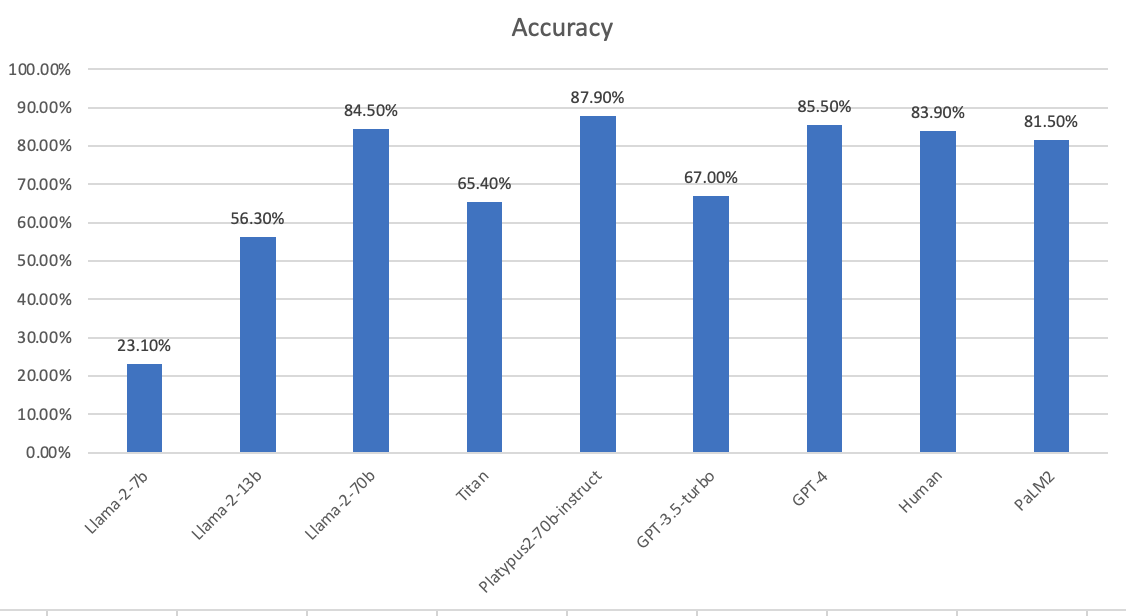 Accuracy
100.00%
90.00%
80.00%
70.00%
60.00%
50.00%
40.00%
30.00%
20.00%
10.00%
0.00%
23.10%
56.30%
84.50%
65.40%
87.90%
67.00%
85.50%
83.90%
81.50%
Llama-2-7b
Llama-2-13b
Llama-2-70b
Titan
Platypus2-70b-instruct
GPT-3.5-turbo
GPT-4
Human
PaLM2